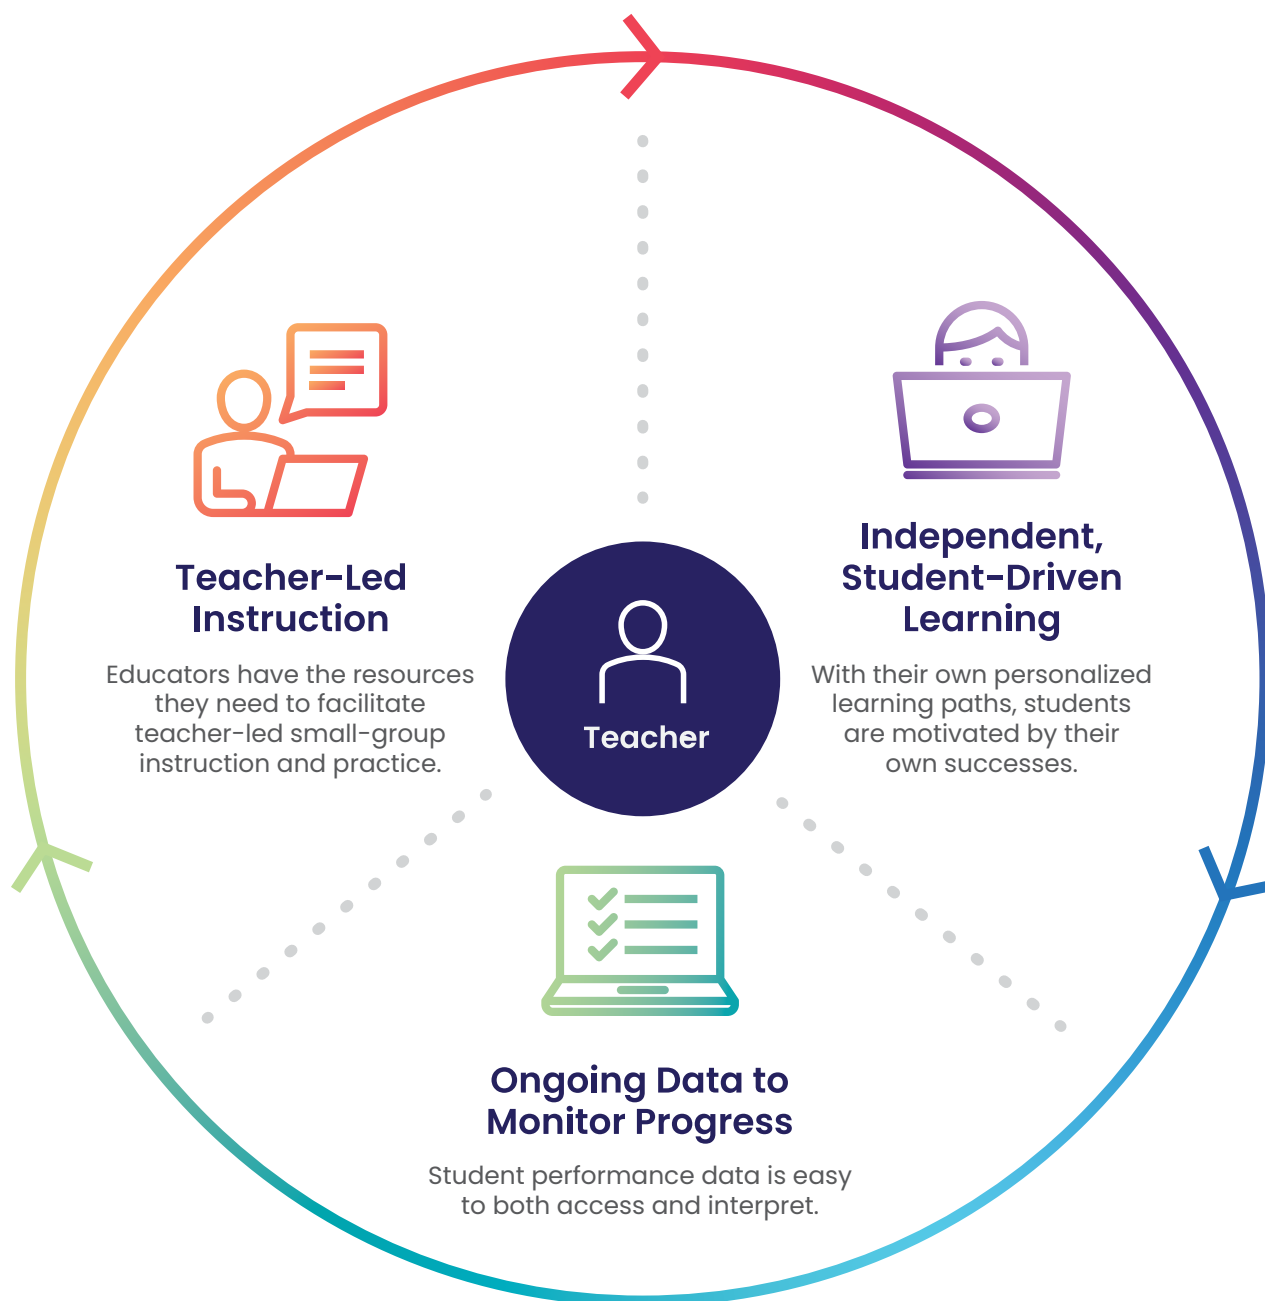 Teacher-Led
Instruction
Educators have the resources
they need to facilitate
teacher-led small-group
instruction and practice.
Independent,
Student-Driven
Learning
With their own personalized
learning paths, students
are motivated by their
own successes.
Teacher
Ongoing Data to
Monitor Progress
Student performance data is easy
to both access and interpret.